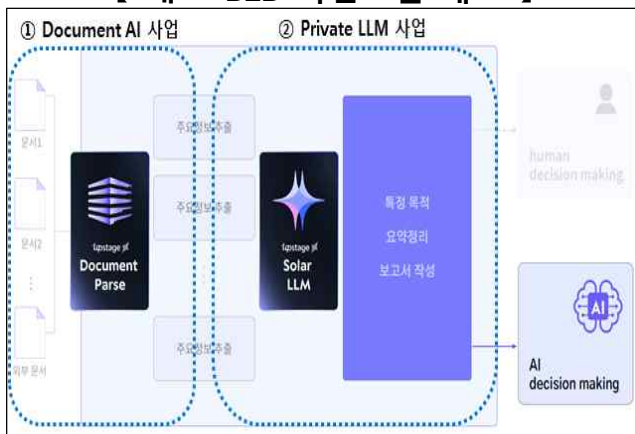 ① Document AI 사업
② Private LLM 사업
문서1
문서2
외부 문서
upstage
Document
Parse
주요정보 추출
주요정보 추출
주요정보 추출
upstage
Solar
LLM
특정 목적
요약정리
보고서 작성
human
decision making
AI
AI
decision making